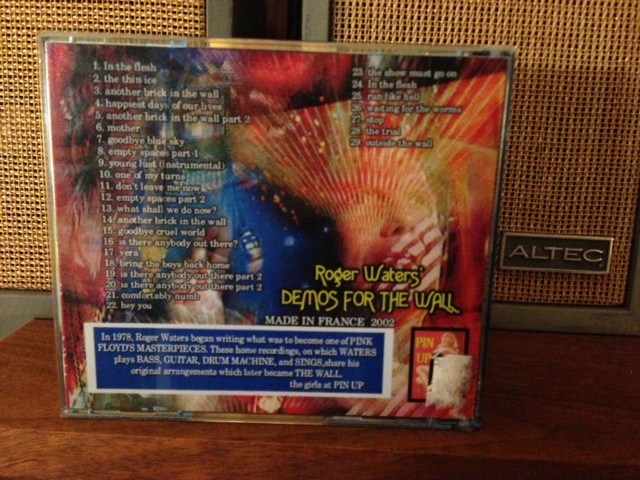 1. In the flesh
2. the thin ice
3. another brick in the wall
4. happiest days of our lives
5. another brick in the wall part 2
6. mother
7. goodbye blue sky
8. empty spaces part 1
9. young lust (instrumental)
10. one of my turns
11. don't leave me now
12. empty spaces part 2
13. what shall we do now?
14. another brick in the wall
15. goodbye cruel world
16. is there anybody out there?
17. vera
18. bring the boys back home
19. is there anybody out there part 2
20. is there anybody out there part 2
21. comfortably numb
22. hey you
23. the show must go on
24. In the flesh
25. run like hell
26. waiting for the worms
27. stop
28. the trial
29. outside the wall
Roger Waters'
DEMOS FOR THE WALL
MADE IN FRANCE 2002
In 1978, Roger Waters began writing what was to become one of PINK
FLOYD'S MASTERPIECES. These home recordings, on which WATERS
plays BASS, GUITAR, DRUM MACHINE, and SINGS,share his
original arrangements which later became THE WALL.
the girls at PIN UP
PIN
UP
ALTEC